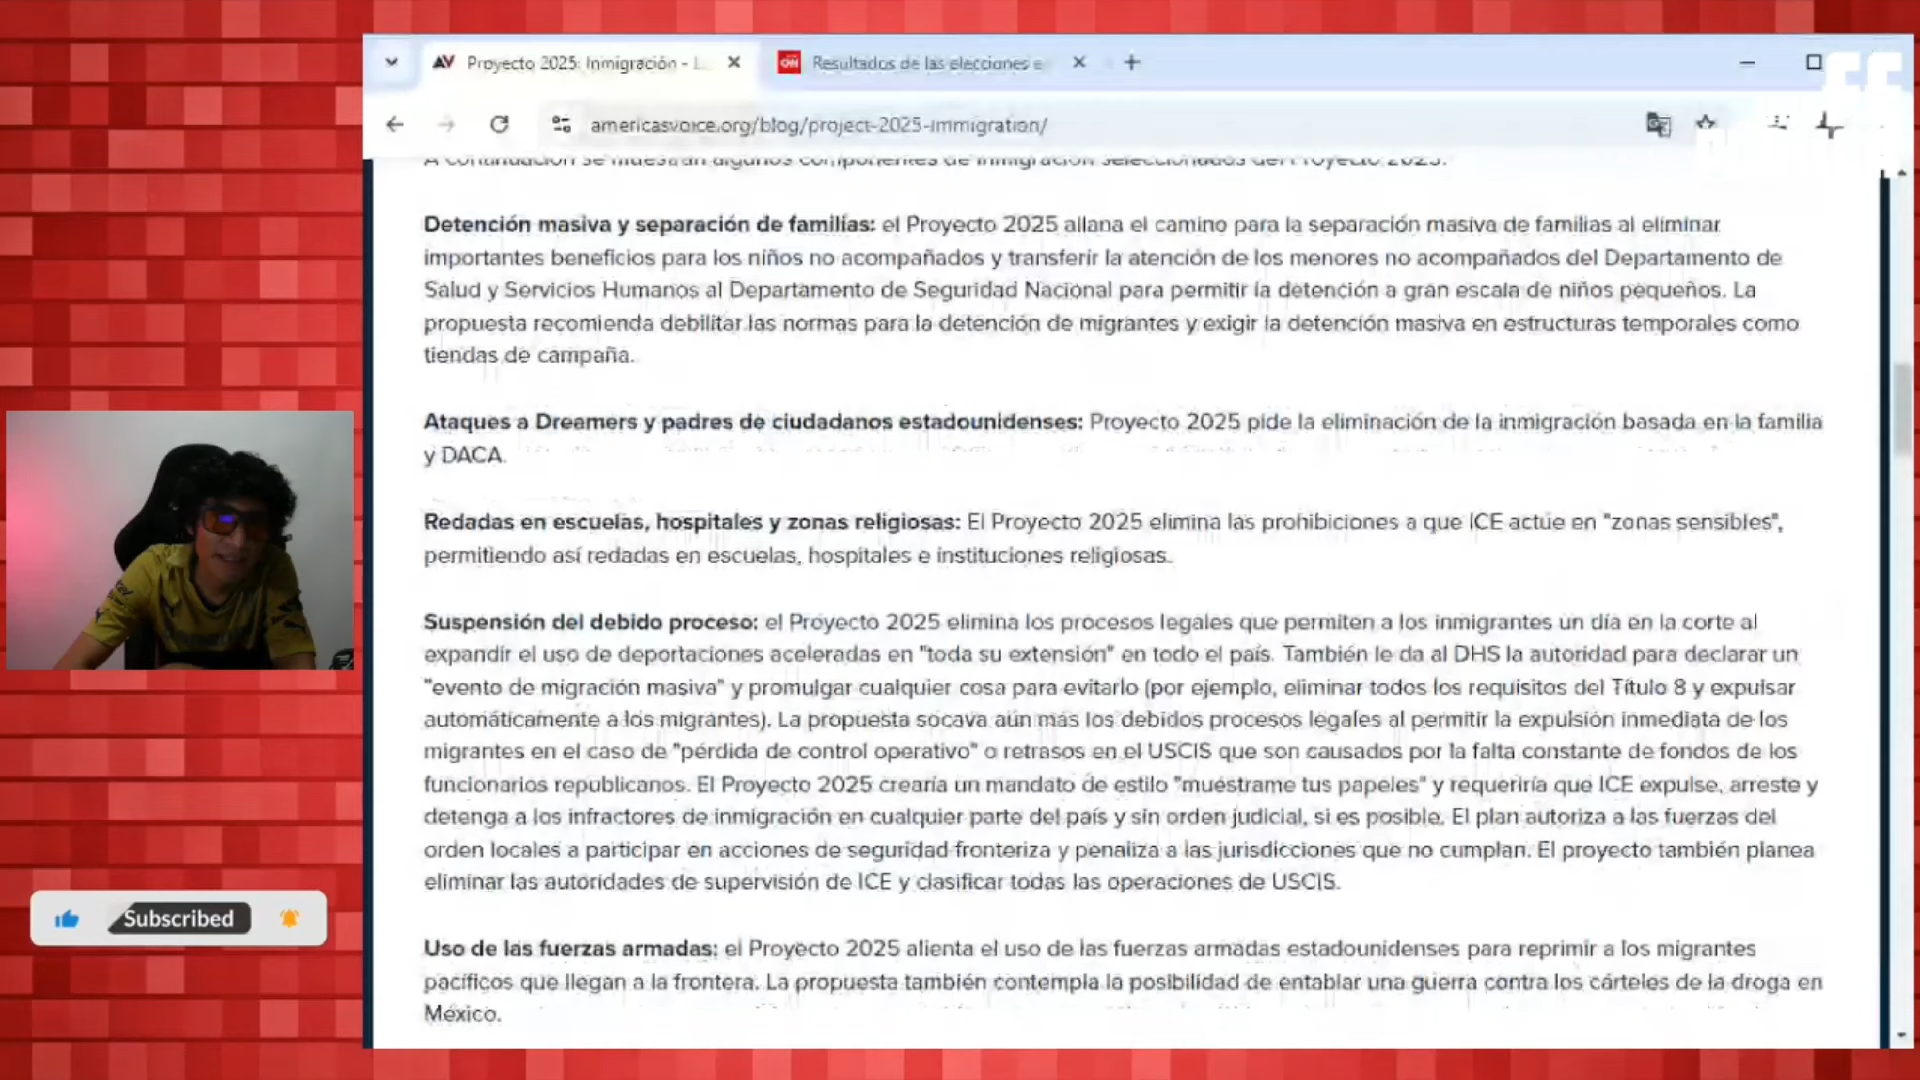 Proyecto 2025: Inmigración - L
Resultados de las elecciones e
americasvoice.org/blog/project-2025-immigration/
A continuación se muestran algunos componentes de inmigración seleccionados del Proyecto 2025.
Detención masiva y separación de familias: el Proyecto 2025 allana el camino para la separación masiva de familias al eliminar
importantes beneficios para los niños no acompañados y transferir la atención de los menores no acompañados del Departamento de
Salud y Servicios Humanos al Departamento de Seguridad Nacional para permitir la detención a gran escala de niños pequeños. La
propuesta recomienda debilitar las normas para la detención de migrantes y exigir la detención masiva en estructuras temporales como
tiendas de campaña.
Ataques a Dreamers y padres de ciudadanos estadounidenses: Proyecto 2025 pide la eliminación de la inmigración basada en la familia
y DACA.
Redadas en escuelas, hospitales y zonas religiosas: El Proyecto 2025 elimina las prohibiciones a que ICE actúe en "zonas sensibles",
permitiendo así redadas en escuelas, hospitales e instituciones religiosas.
Suspensión del debido proceso: el Proyecto 2025 elimina los procesos legales que permiten a los inmigrantes un día en la corte al
expandir el uso de deportaciones aceleradas en "toda su extensión" en todo el país. También le da al DHS la autoridad para declarar un
"evento de migración masiva" y promulgar cualquier cosa para evitarlo (por ejemplo, eliminar todos los requisitos del Título 8 y expulsar
automáticamente a los migrantes). La propuesta socava aún más los debidos procesos legales al permitir la expulsión inmediata de los
migrantes en el caso de "pérdida de control operativo" o retrasos en el USCIS que son causados por la falta constante de fondos de los
funcionarios republicanos. El Proyecto 2025 crearía un mandato de estilo "muéstrame tus papeles" y requeriría que ICE expulse, arreste y
detenga a los infractores de inmigración en cualquier parte del país y sin orden judicial, si es posible. El plan autoriza a las fuerzas del
orden locales a participar en acciones de seguridad fronteriza y penaliza a las jurisdicciones que no cumplan. El proyecto también planea
eliminar las autoridades de supervisión de ICE y clasificar todas las operaciones de USCIS.
Subscribed
Uso de las fuerzas armadas: el Proyecto 2025 alienta el uso de las fuerzas armadas estadounidenses para reprimir a los migrantes
pacíficos que llegan a la frontera. La propuesta también contempla la posibilidad de entablar una guerra contra los cárteles de la droga en
México.